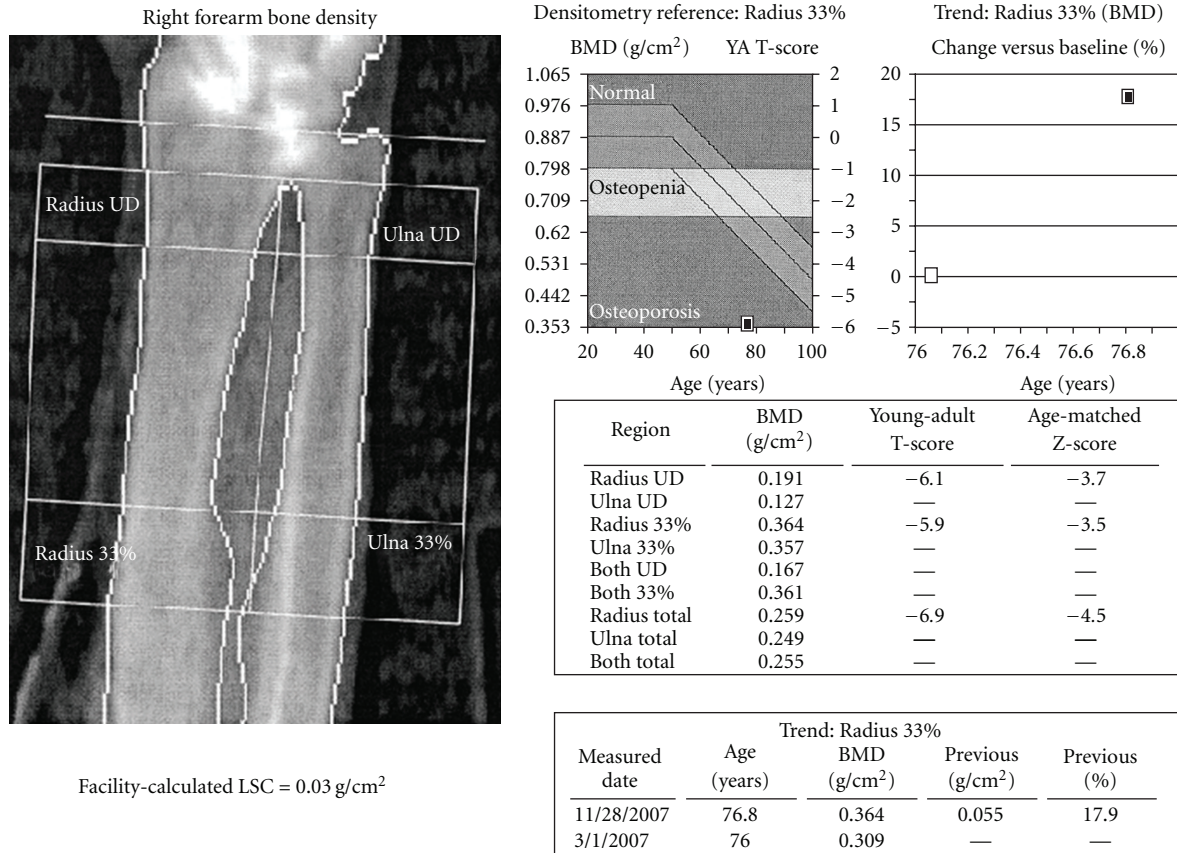 Right forearm bone density
Radius UD
Ulna UD
Radius 33%
Ulna 33%
Facility-calculated LSC = 0.03 g/cm²
Densitometry reference: Radius 33%
BMD (g/cm²) YA T-score
1.065 2
0.976 1
0.887 0
0.798 −1
0.709 −2
0.62 −3
0.531 −4
0.442 −5
0.353 −6
Normal
Osteopenia
Osteoporosis
20 40 60 80 100
Age (years)
Trend: Radius 33% (BMD)
Change versus baseline (%)
20
15
10
5
0
−5
76 76.2 76.4 76.6 76.8
Age (years)
Region BMD (g/cm²) Young-adult T-score Age-matched Z-score
Radius UD 0.191 −6.1 −3.7
Ulna UD 0.127 — —
Radius 33% 0.364 −5.9 −3.5
Ulna 33% 0.357 — —
Both UD 0.167 — —
Both 33% 0.361 — —
Radius total 0.259 −6.9 −4.5
Ulna total 0.249 — —
Both total 0.255 — —
Trend: Radius 33%
Measured date Age (years) BMD (g/cm²) Previous (g/cm²) Previous (%)
11/28/2007 76.8 0.364 0.055 17.9
3/1/2007 76 0.309 — —